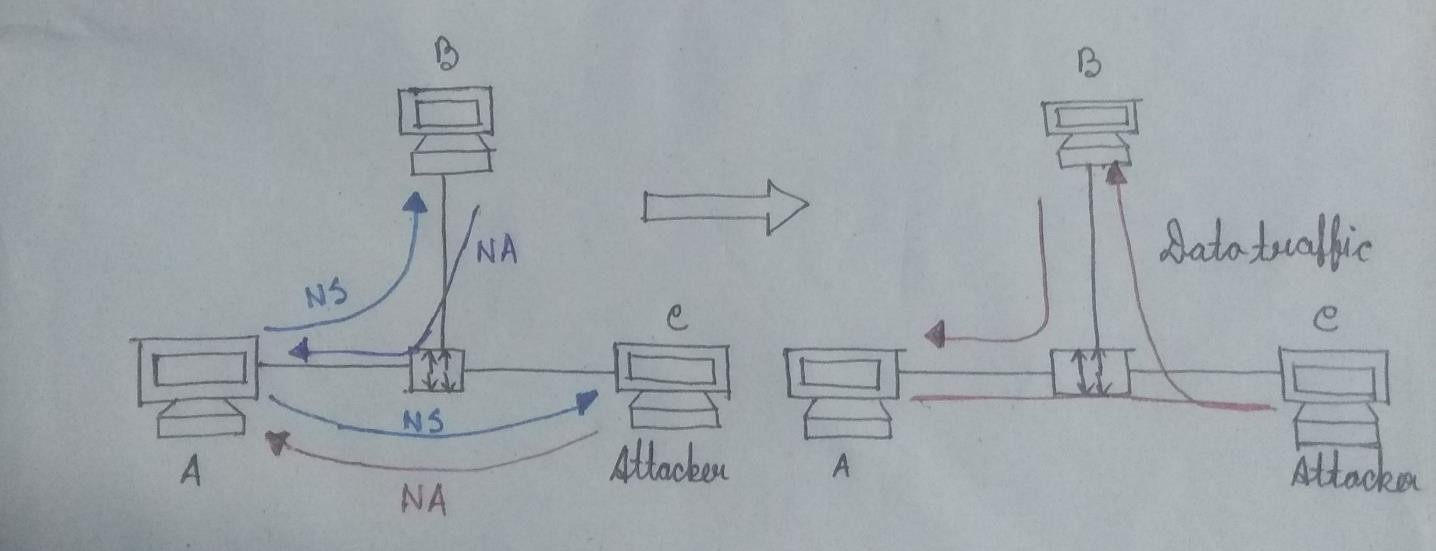 B
NS
NA
A
C
Attacker
NS
NA
B
Data traffic
A
C
Attacker